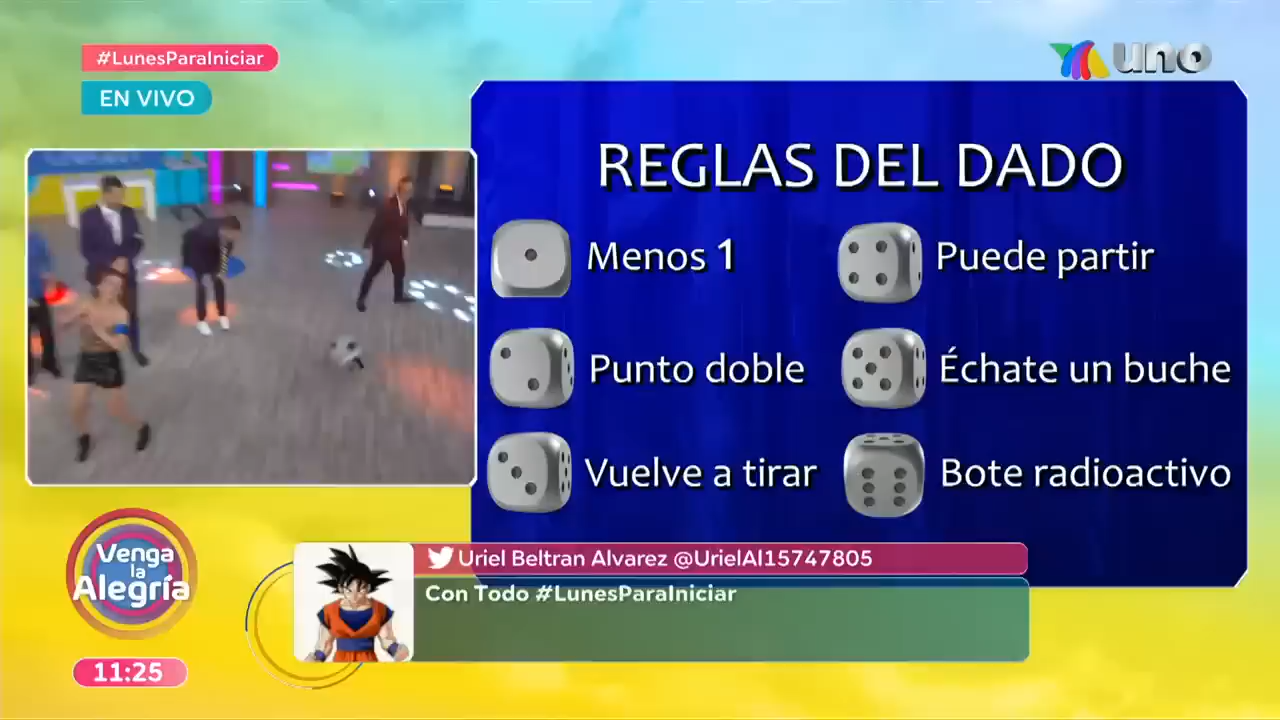 #LunesParaIniciar
EN VIVO
uno
REGLAS DEL DADO
Menos 1
Puede partir
Punto doble
Échate un buche
Vuelve a tirar
Bote radioactivo
Venga
la
Alegría
11:25
Uriel Beltran Alvarez @UrielAl15747805
Con Todo #LunesParaIniciar